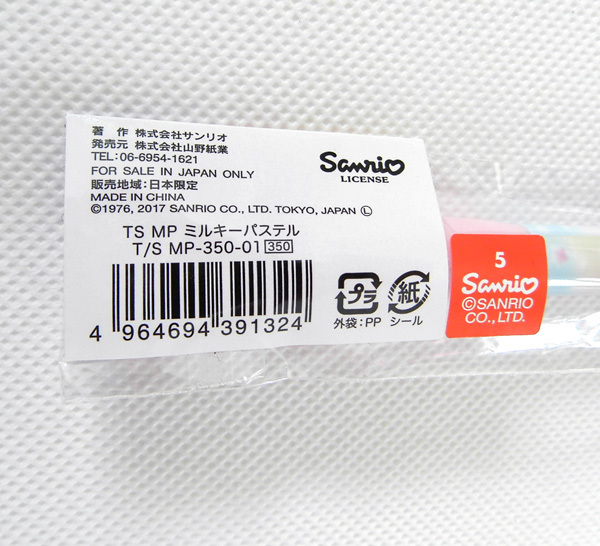 著 作 株式会社サンリオ
発売元 株式会社山野紙業
TEL:06-6954-1621
FOR SALE IN JAPAN ONLY
販売地域:日本限定
MADE IN CHINA
©1976, 2017 SANRIO CO., LTD. TOKYO, JAPAN Ⓛ
Sanrio
LICENSE
TS MP ミルキーパステル
T/S MP-350-01 350
4 964694 391324
プラ
外袋:PP
紙
シール
5
Sanrio
©SANRIO
CO., LTD.